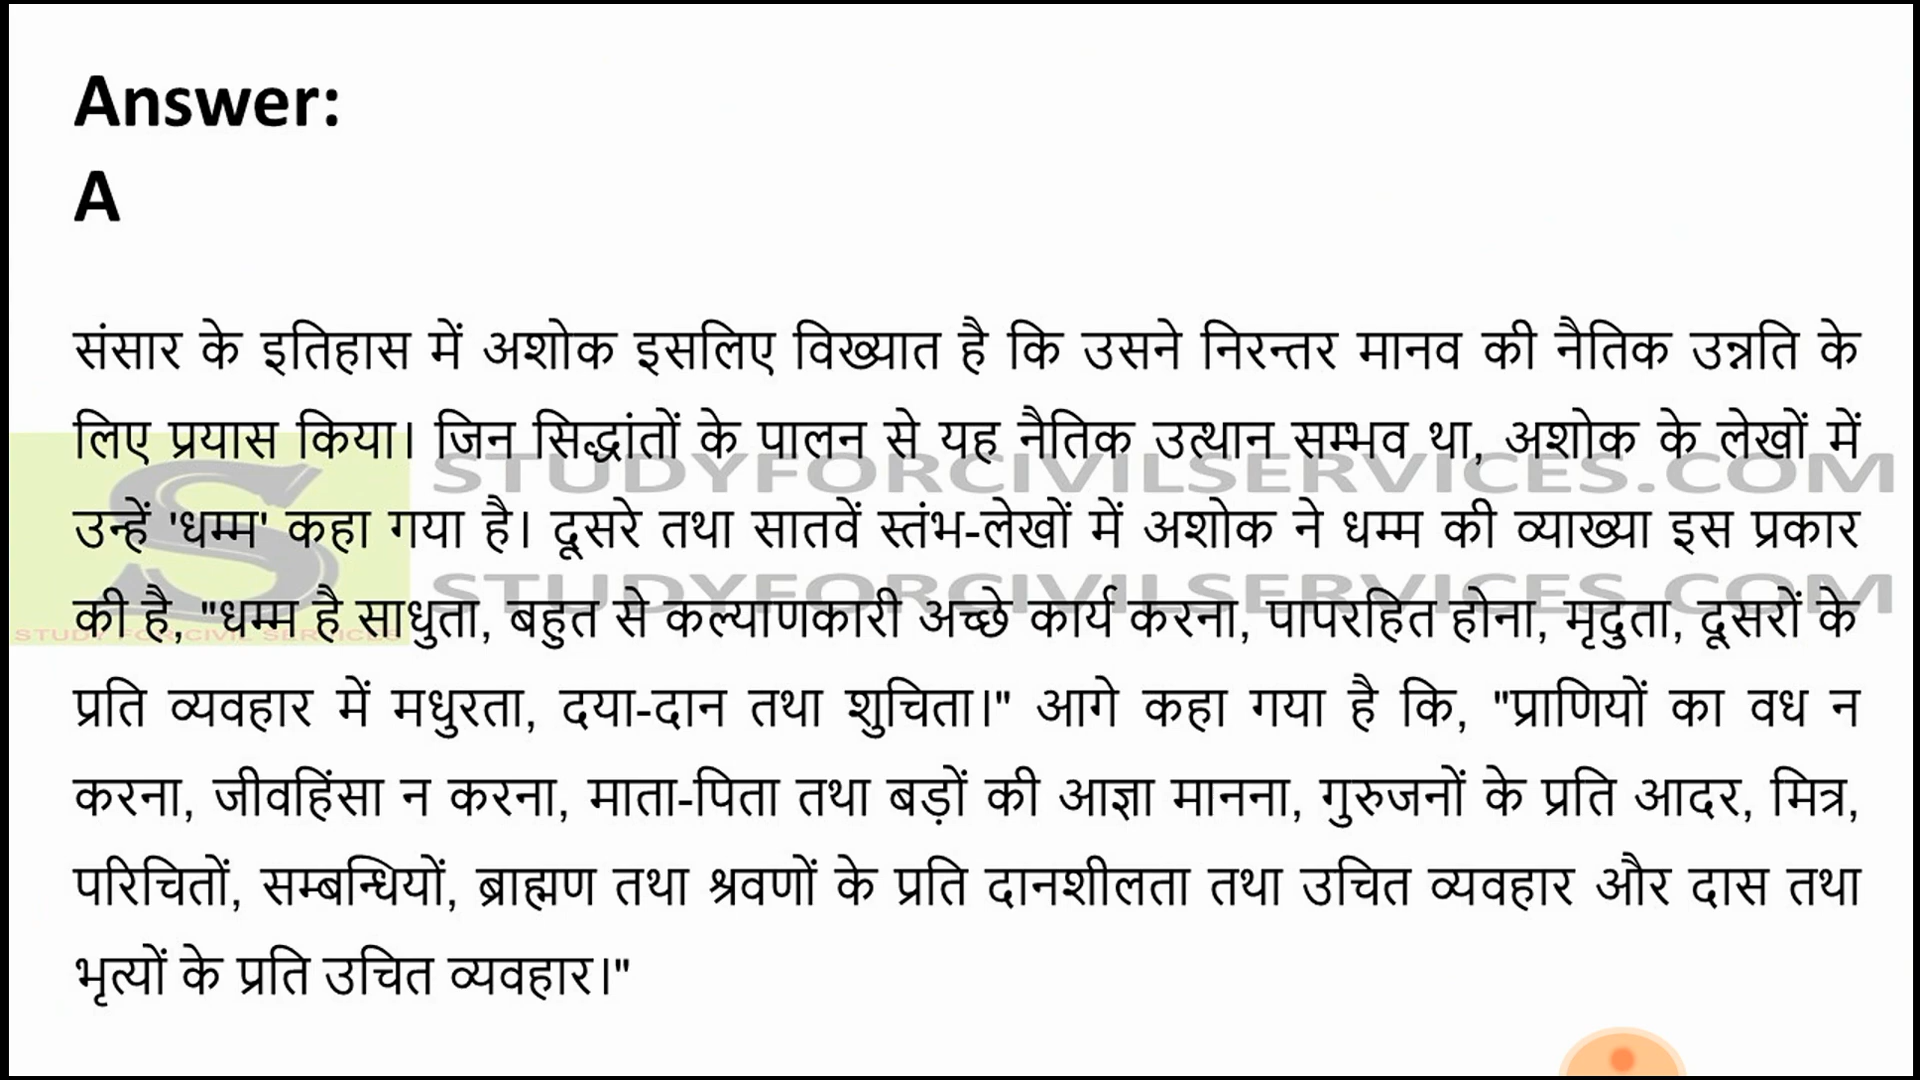 Answer:
A
संसार के इतिहास में अशोक इसलिए विख्यात है कि उसने निरन्तर मानव की नैतिक उन्नति के
लिए प्रयास किया। जिन सिद्धांतों के पालन से यह नैतिक उत्थान सम्भव था, अशोक के लेखों में
STUDYFORCIVILSERVICES.COM
उन्हें 'धम्म' कहा गया है। दूसरे तथा सातवें स्तंभ-लेखों में अशोक ने धम्म की व्याख्या इस प्रकार
S
STUDYFORCIVILSERVICES.COM
की है, "धम्म है साधुता, बहुत से कल्याणकारी अच्छे कार्य करना, पापरहित होना, मृदुता, दूसरों के
STUDY FOR CIVIL SERVICES
प्रति व्यवहार में मधुरता, दया-दान तथा शुचिता।" आगे कहा गया है कि, "प्राणियों का वध न
करना, जीवहिंसा न करना, माता-पिता तथा बड़ों की आज्ञा मानना, गुरुजनों के प्रति आदर, मित्र,
परिचितों, सम्बन्धियों, ब्राह्मण तथा श्रवणों के प्रति दानशीलता तथा उचित व्यवहार और दास तथा
भृत्यों के प्रति उचित व्यवहार।"